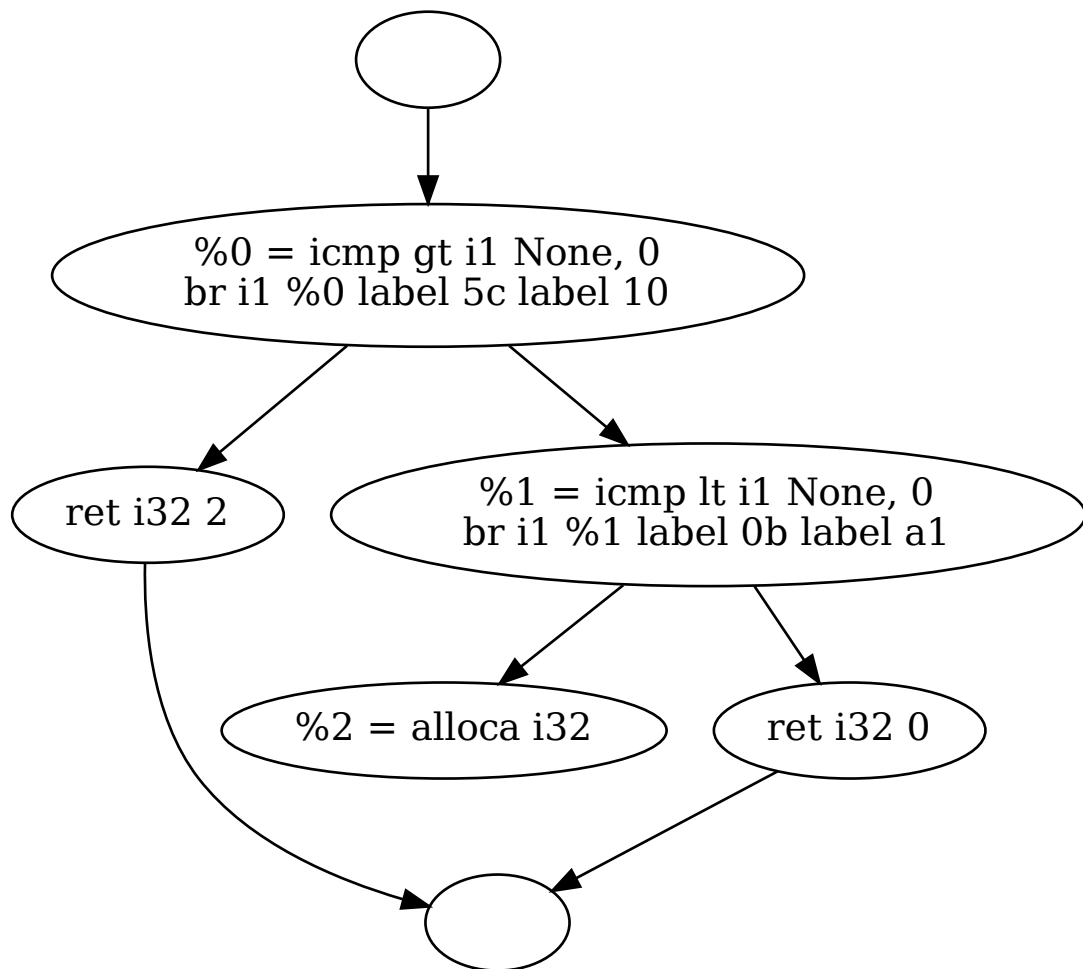 %0 = icmp gt i1 None, 0
br i1 %0 label 5c label 10
ret i32 2
%1 = icmp lt i1 None, 0
br i1 %1 label 0b label a1
%2 = alloca i32
ret i32 0